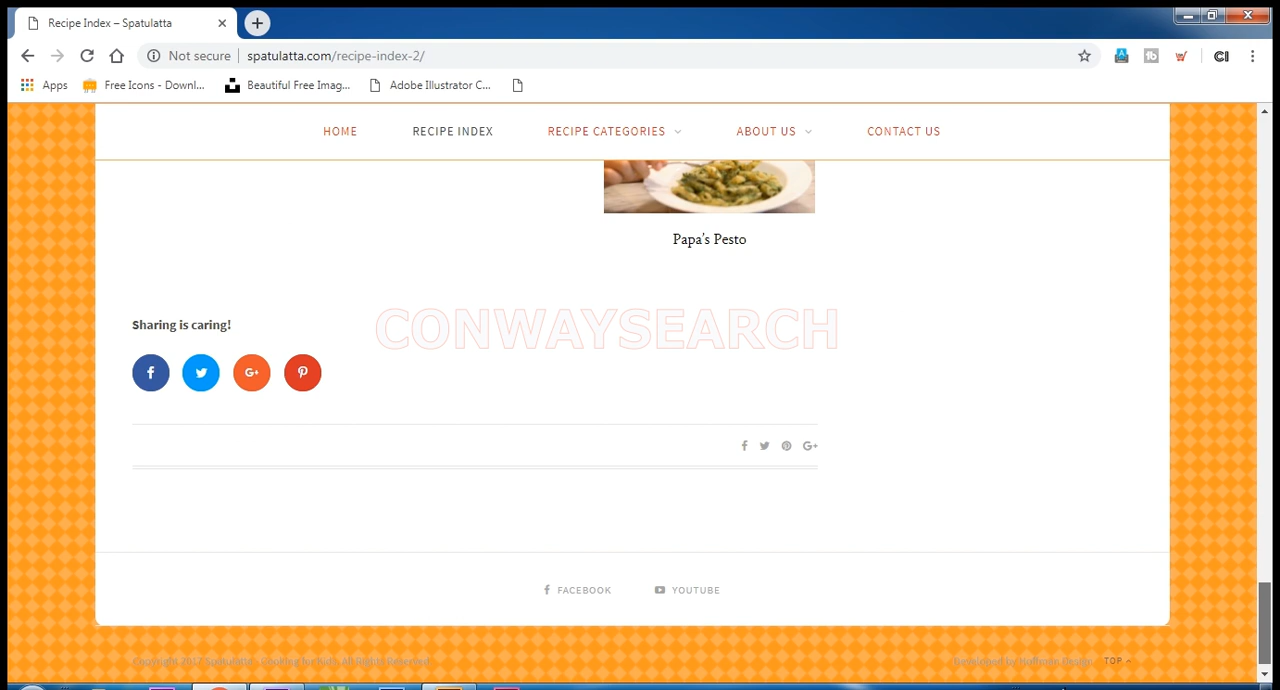 Recipe Index – Spatulatta
Not secure spatulatta.com/recipe-index-2/
Apps Free Icons - Downl... Beautiful Free Imag... Adobe Illustrator C...
HOME RECIPE INDEX RECIPE CATEGORIES ABOUT US CONTACT US
Papa's Pesto
CONWAYSEARCH
Sharing is caring!
FACEBOOK YOUTUBE
Copyright 2017 Spatulatta - Cooking for Kids. All Rights Reserved. Developed by Hoffman Design TOP